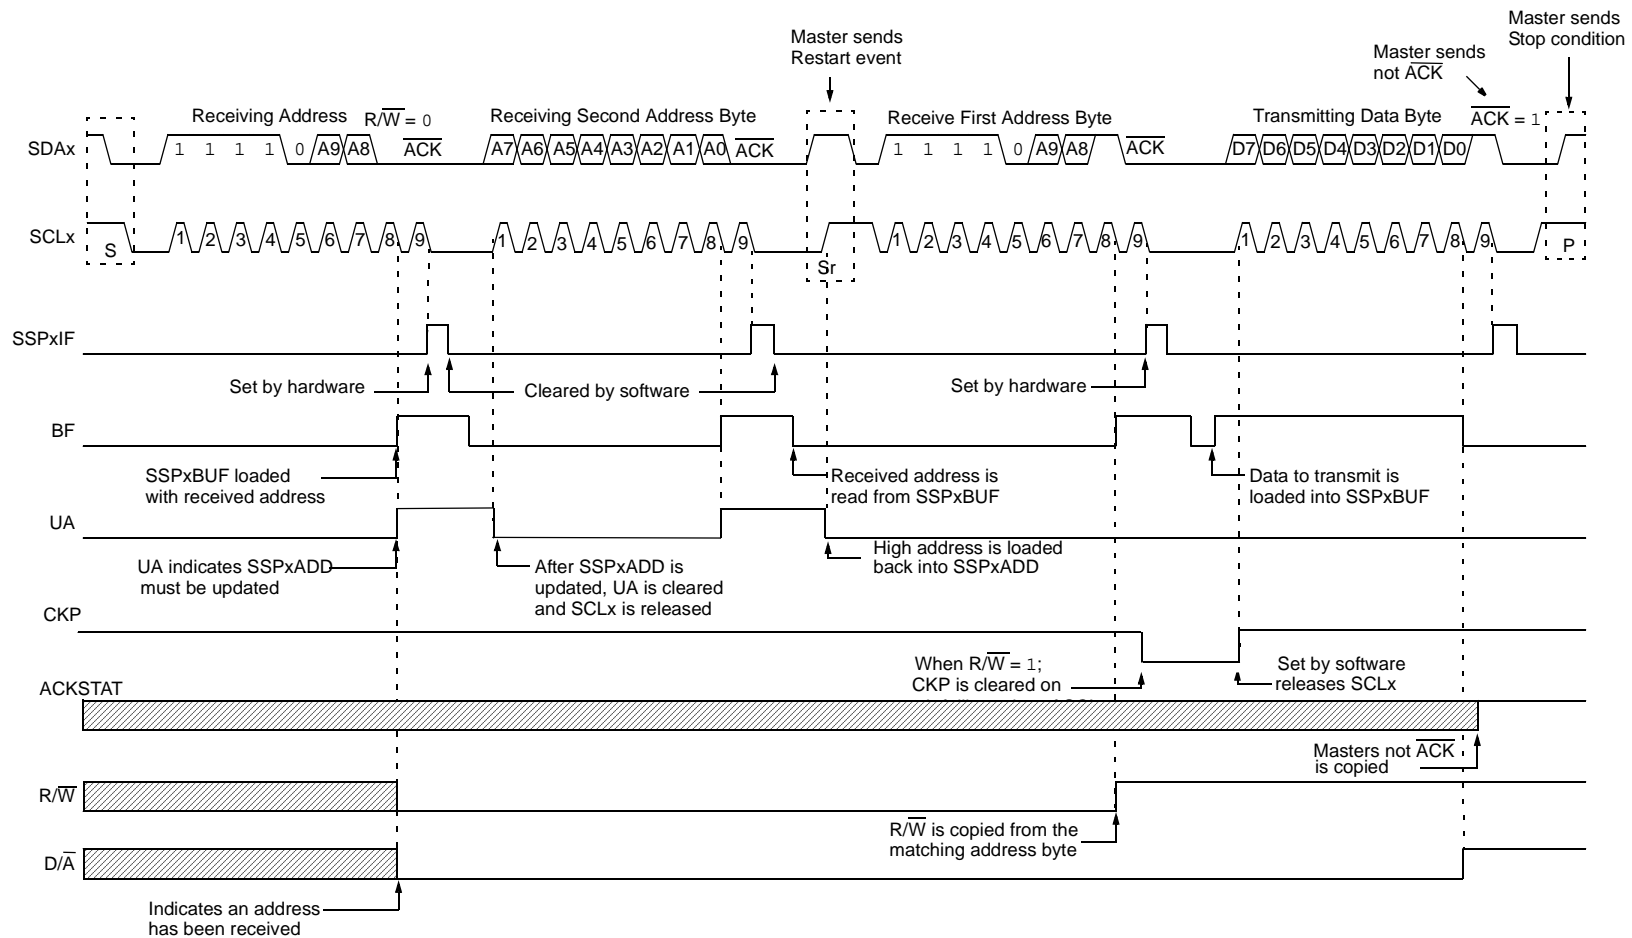 Master sends
Stop condition
Master sends
Restart event
Master sends
not ACK
Receiving Address R/W = 0
Receiving Second Address Byte
Receive First Address Byte
Transmitting Data Byte
ACK = 1
SDAx
1 1 1 1 0 A9 A8 ACK
A7 A6 A5 A4 A3 A2 A1 A0 ACK
1 1 1 1 0 A9 A8 ACK
D7 D6 D5 D4 D3 D2 D1 D0
SCLx
S
1 2 3 4 5 6 7 8 9
1 2 3 4 5 6 7 8 9
Sr
1 2 3 4 5 6 7 8 9
1 2 3 4 5 6 7 8 9
P
SSPxIF
Set by hardware
Cleared by software
Set by hardware
BF
SSPxBUF loaded
with received address
Received address is
read from SSPxBUF
Data to transmit is
loaded into SSPxBUF
UA
UA indicates SSPxADD
must be updated
After SSPxADD is
updated, UA is cleared
and SCLx is released
High address is loaded
back into SSPxADD
CKP
When R/W = 1;
CKP is cleared on
Set by software
releases SCLx
ACKSTAT
Masters not ACK
is copied
R/W
R/W is copied from the
matching address byte
D/A
Indicates an address
has been received